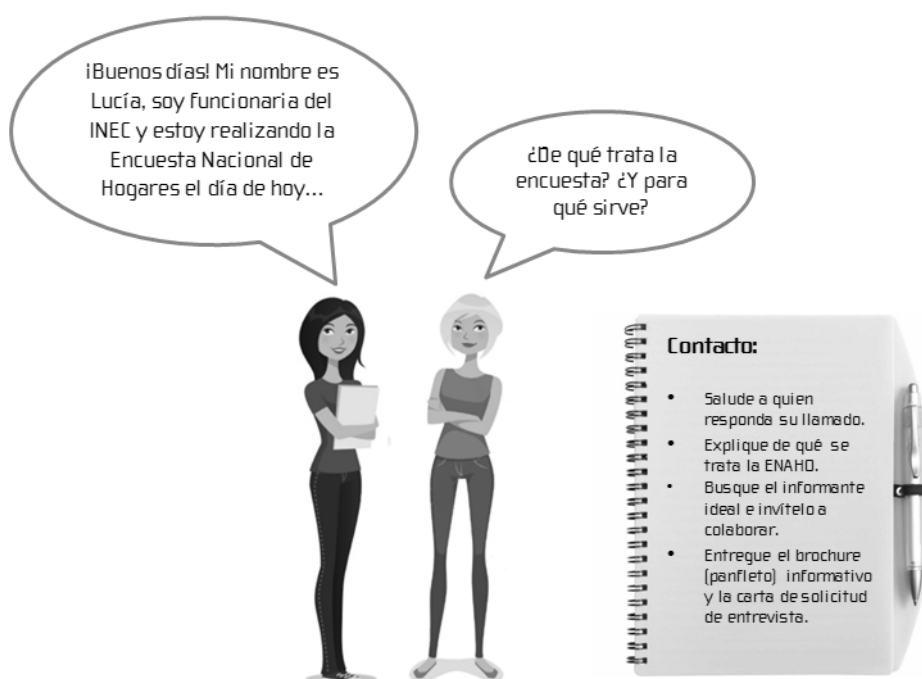 ¡Buenos días! Mi nombre es
Lucía, soy funcionaria del
INEC y estoy realizando la
Encuesta Nacional de
Hogares el día de hoy...
¿De qué trata la
encuesta? ¿Y para
qué sirve?
Contacto:
• Salude a quien
responda su llamado.
• Explique de qué se
trata la ENAHO.
• Busque el informante
ideal e invítelo a
colaborar.
• Entregue el brochure
(panfleto) informativo
y la carta de solicitud
de entrevista.